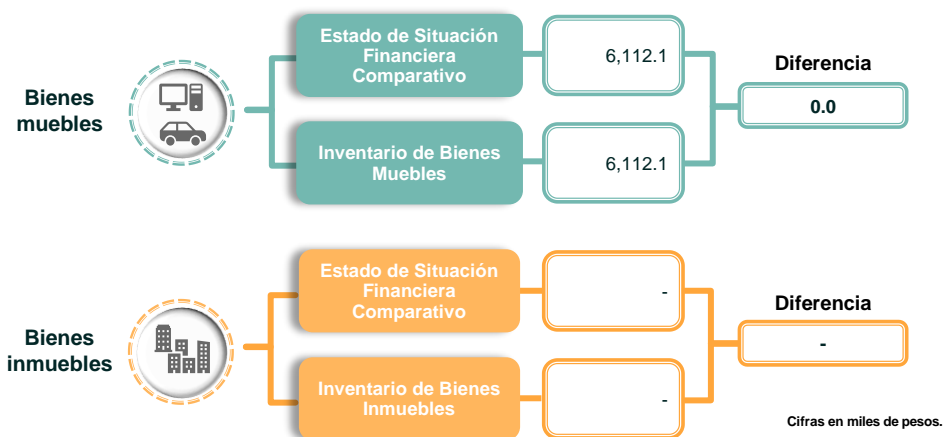 Bienes
muebles
Estado de Situación
Financiera
Comparativo
6,112.1
Inventario de Bienes
Muebles
6,112.1
Diferencia
0.0
Bienes
inmuebles
Estado de Situación
Financiera
Comparativo
-
Inventario de Bienes
Inmuebles
-
Diferencia
-
Cifras en miles de pesos.